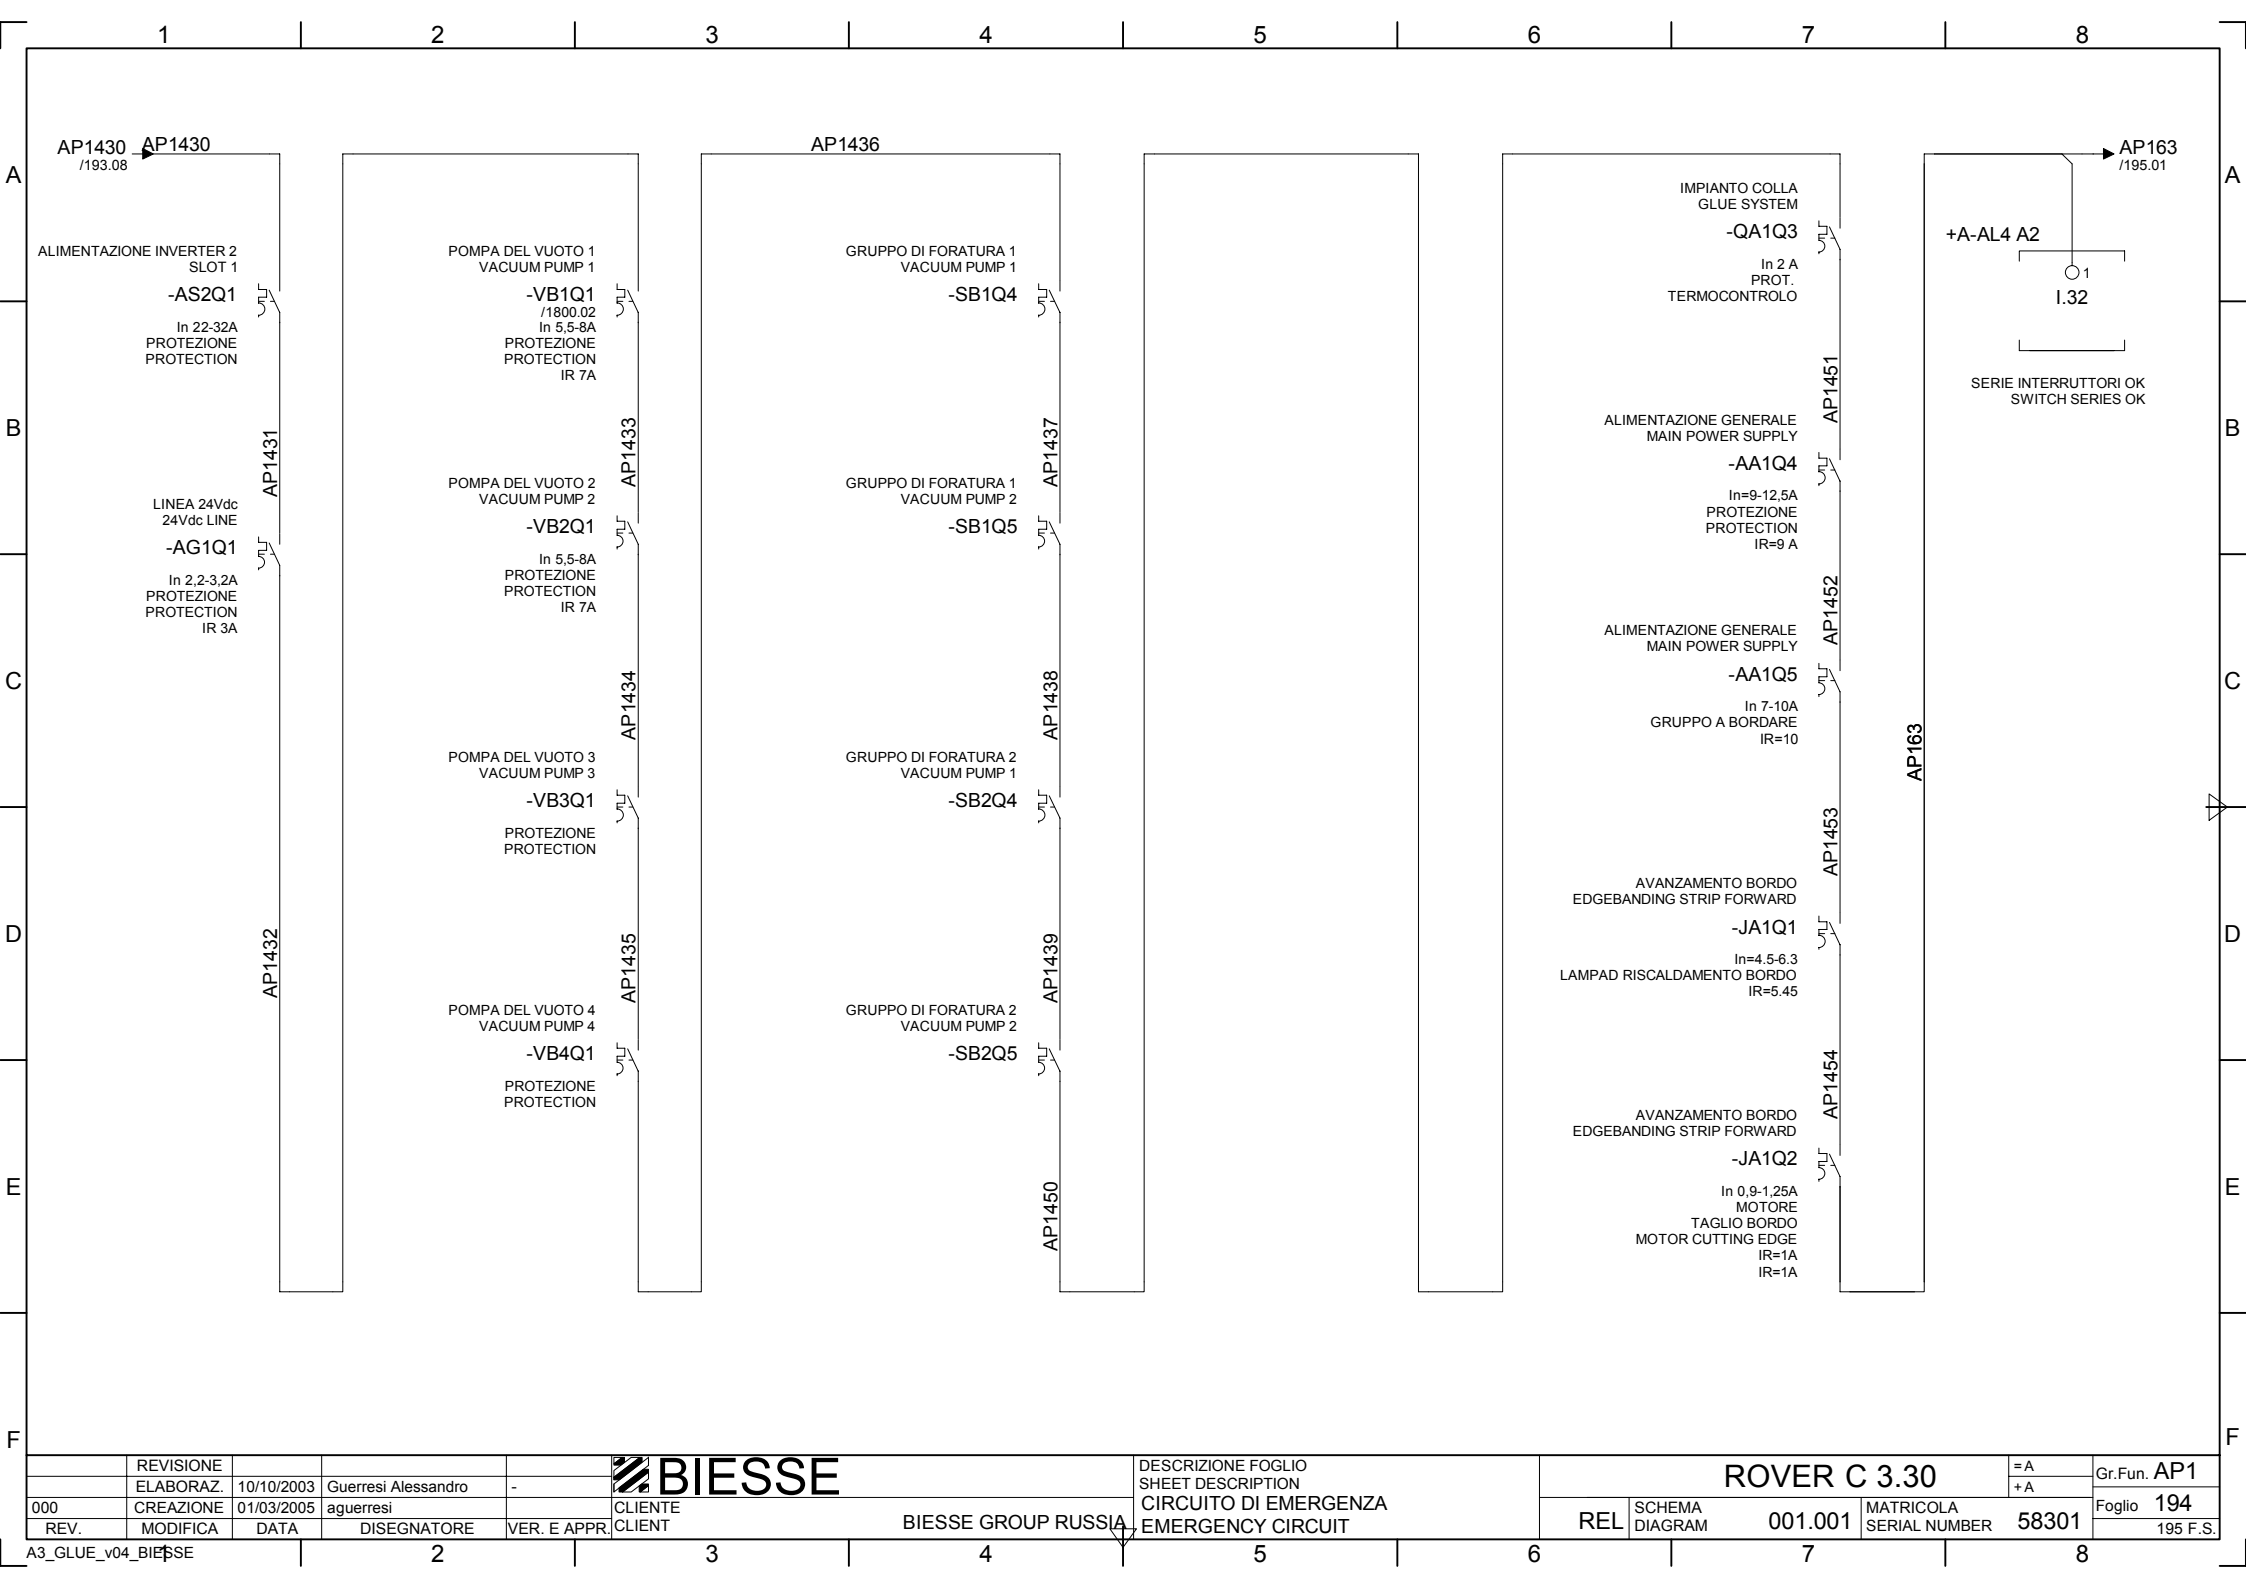 1 2 3 4 5 6 7 8
A A
B B
C C
D D
E E
F F
AP1430
/193.08
AP1430
ALIMENTAZIONE INVERTER 2
SLOT 1
-AS2Q1
In 22-32A
PROTEZIONE
PROTECTION
AP1431
LINEA 24Vdc
24Vdc LINE
-AG1Q1
In 2,2-3,2A
PROTEZIONE
PROTECTION
IR 3A
AP1432
POMPA DEL VUOTO 1
VACUUM PUMP 1
-VB1Q1
/1800.02
In 5,5-8A
PROTEZIONE
PROTECTION
IR 7A
AP1433
POMPA DEL VUOTO 2
VACUUM PUMP 2
-VB2Q1
In 5,5-8A
PROTEZIONE
PROTECTION
IR 7A
AP1434
POMPA DEL VUOTO 3
VACUUM PUMP 3
-VB3Q1
PROTEZIONE
PROTECTION
AP1435
POMPA DEL VUOTO 4
VACUUM PUMP 4
-VB4Q1
PROTEZIONE
PROTECTION
AP1436
GRUPPO DI FORATURA 1
VACUUM PUMP 1
-SB1Q4
AP1437
GRUPPO DI FORATURA 1
VACUUM PUMP 2
-SB1Q5
AP1438
GRUPPO DI FORATURA 2
VACUUM PUMP 1
-SB2Q4
AP1439
GRUPPO DI FORATURA 2
VACUUM PUMP 2
-SB2Q5
AP1450
IMPIANTO COLLA
GLUE SYSTEM
-QA1Q3
In 2 A
PROT.
TERMOCONTROLO
AP1451
ALIMENTAZIONE GENERALE
MAIN POWER SUPPLY
-AA1Q4
In=9-12,5A
PROTEZIONE
PROTECTION
IR=9 A
AP1452
ALIMENTAZIONE GENERALE
MAIN POWER SUPPLY
-AA1Q5
In 7-10A
GRUPPO A BORDARE
IR=10
AP1453
AVANZAMENTO BORDO
EDGEBANDING STRIP FORWARD
-JA1Q1
In=4.5-6.3
LAMPAD RISCALDAMENTO BORDO
IR=5.45
AP1454
AVANZAMENTO BORDO
EDGEBANDING STRIP FORWARD
-JA1Q2
In 0,9-1,25A
MOTORE
TAGLIO BORDO
MOTOR CUTTING EDGE
IR=1A
IR=1A
AP163
AP163
/195.01
+A-AL4 A2
1
I.32
SERIE INTERRUTTORI OK
SWITCH SERIES OK
REVISIONE
ELABORAZ. 10/10/2003 Guerresi Alessandro -
000 CREAZIONE 01/03/2005 aguerresi
REV. MODIFICA DATA DISEGNATORE VER. E APPR.
BIESSE
CLIENTE
CLIENT
BIESSE GROUP RUSSIA
DESCRIZIONE FOGLIO
SHEET DESCRIPTION
CIRCUITO DI EMERGENZA
EMERGENCY CIRCUIT
ROVER C 3.30
REL
SCHEMA
DIAGRAM
001.001
MATRICOLA
SERIAL NUMBER
58301
= A
+ A
Gr.Fun. AP1
Foglio 194
195 F.S.
A3_GLUE_v04_BIESSE
1 2 3 4 5 6 7 8